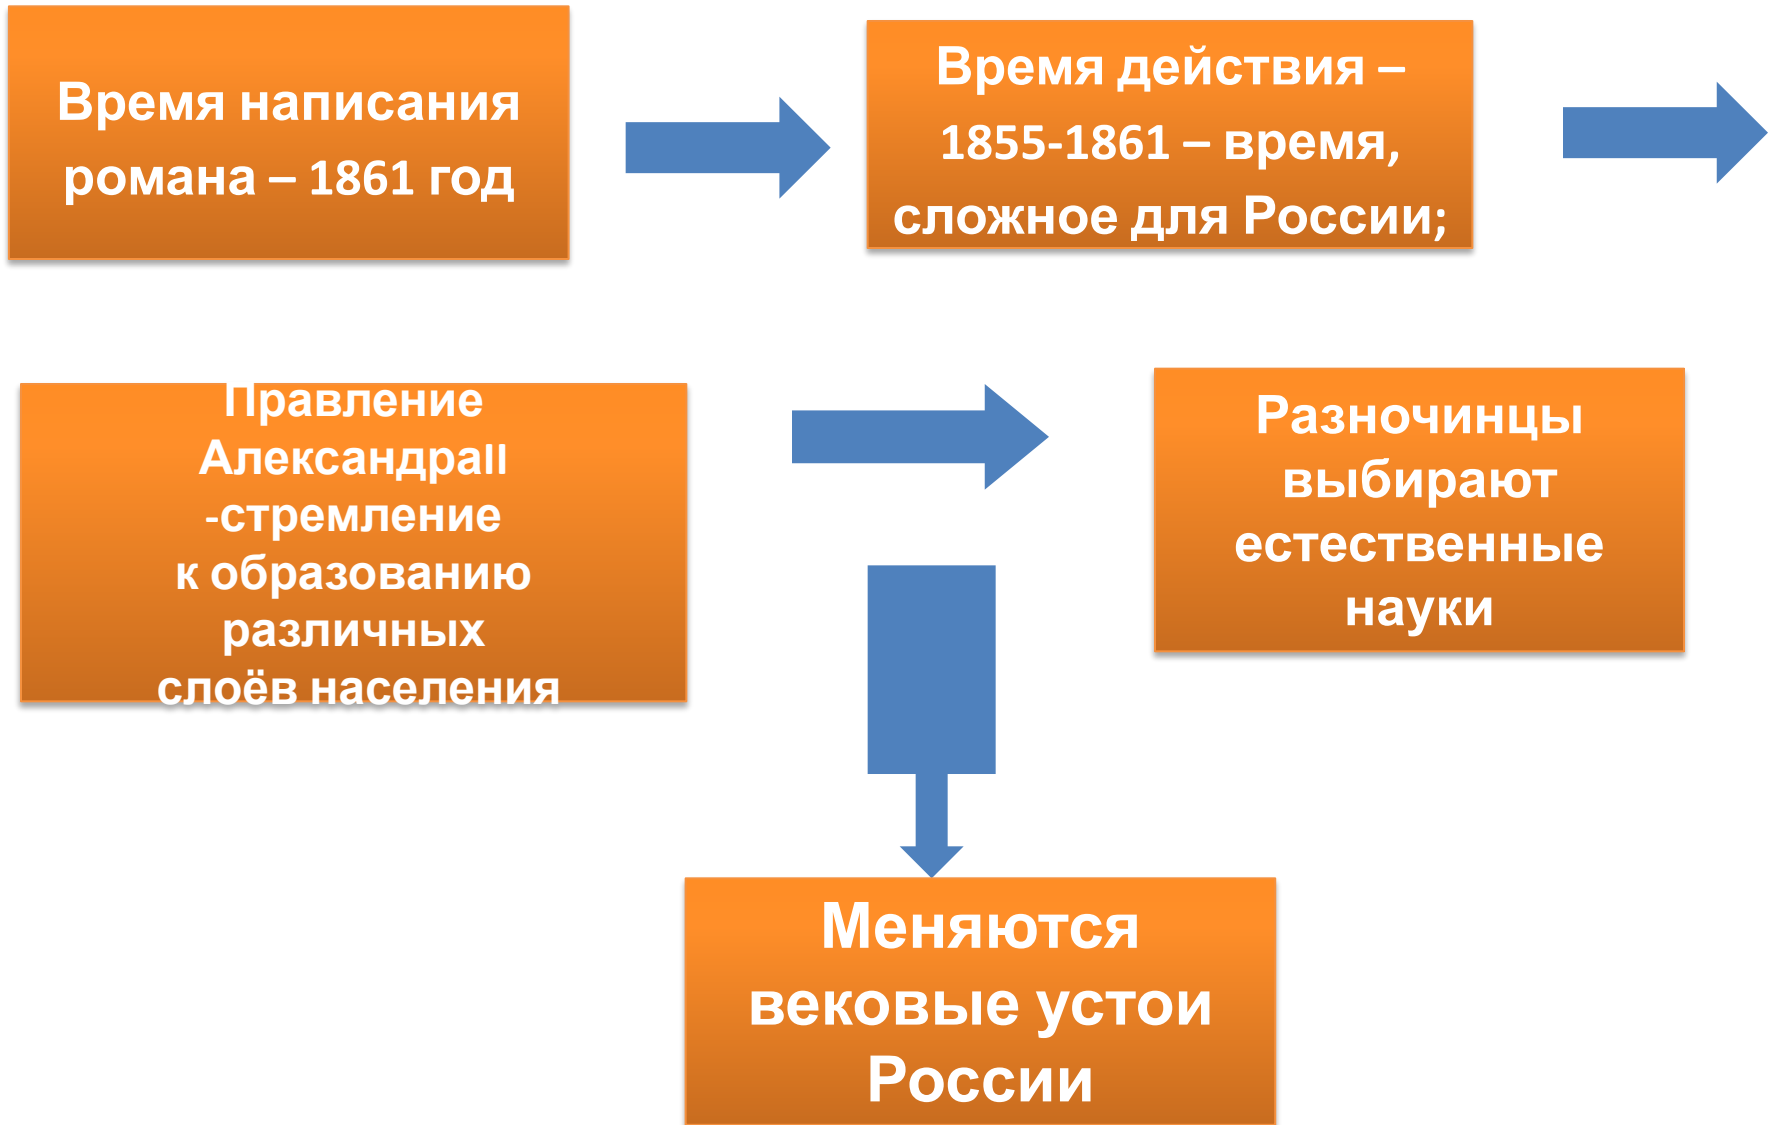 Время написания
романа – 1861 год
Время действия –
1855-1861 – время,
сложное для России;
Правление
АлександраII
-стремление
к образованию
различных
слоёв населения
Разночинцы
выбирают
естественные
науки
Меняются
вековые устои
России